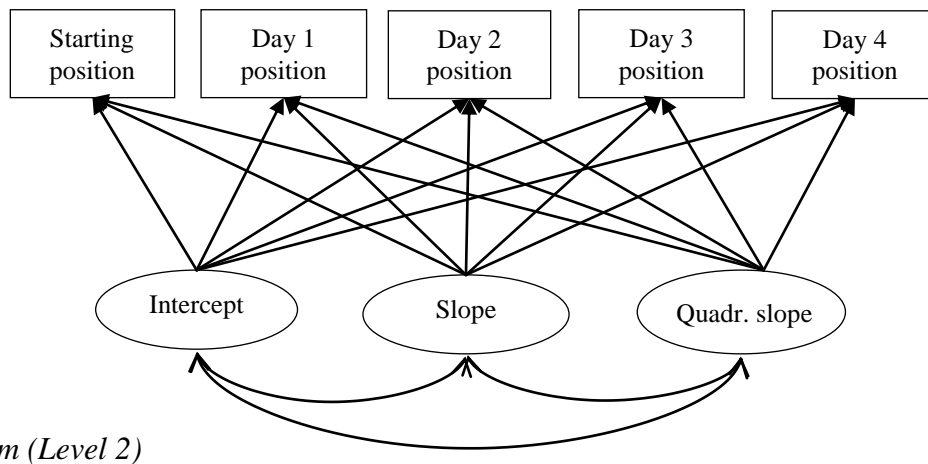 Starting
position
Day 1
position
Day 2
position
Day 3
position
Day 4
position
Intercept
Slope
Quadr. slope
m (Level 2)